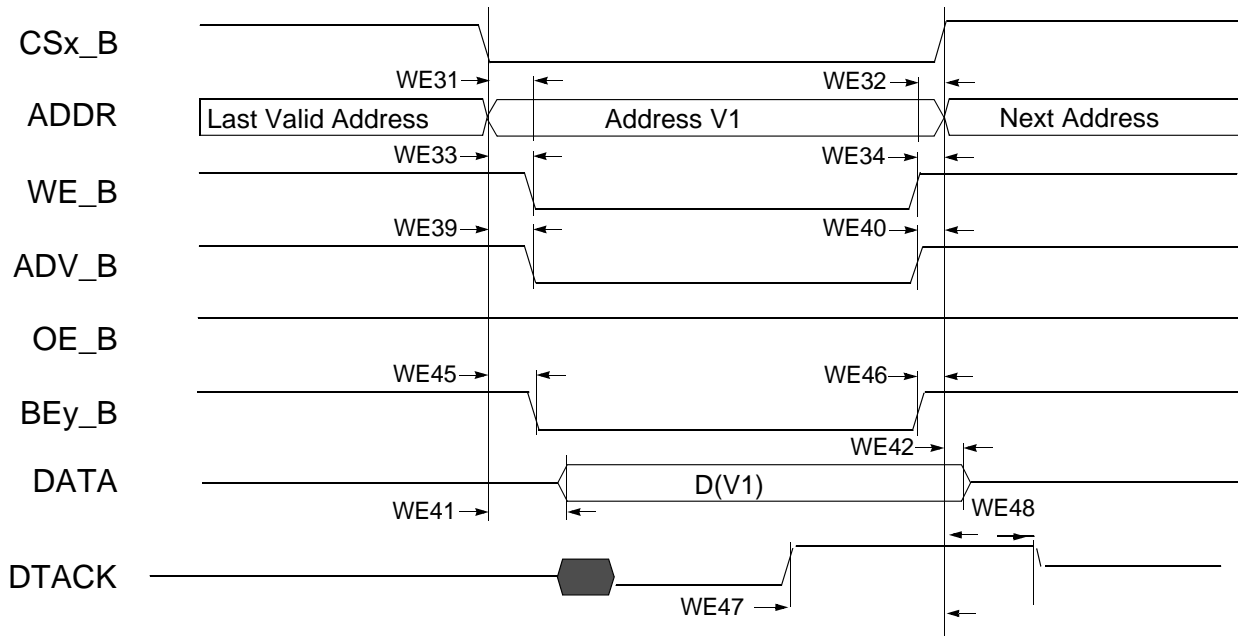 CSx_B
WE31
WE32
ADDR
Last Valid Address
Address V1
Next Address
WE33
WE34
WE_B
WE39
WE40
ADV_B
OE_B
WE45
WE46
BEy_B
WE42
DATA
D(V1)
WE41
WE48
DTACK
WE47